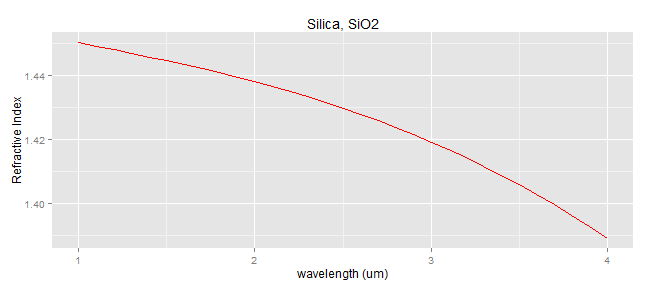 Silica, SiO2
Refractive Index
1.44
1.42
1.40
1
2
3
4
wavelength (um)